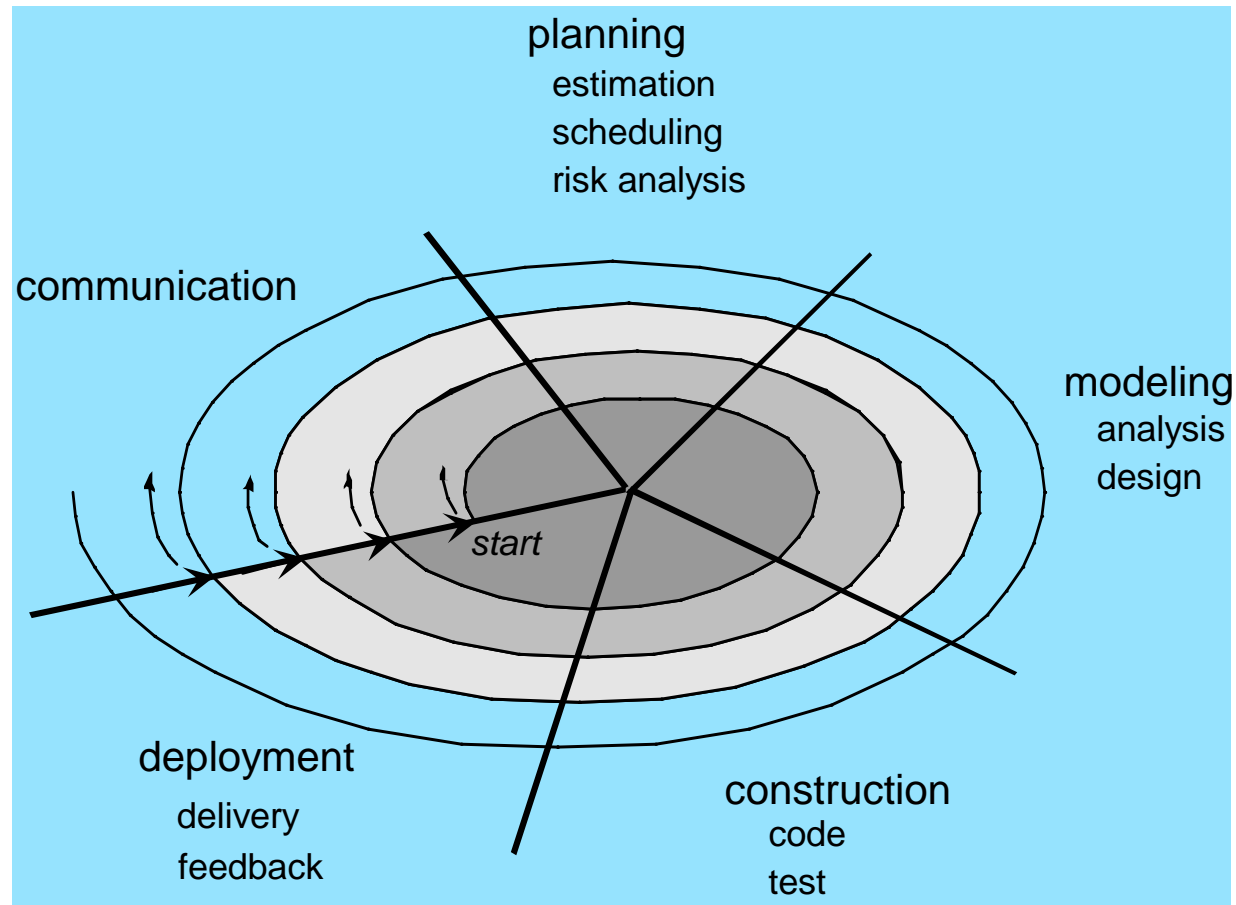 planning
estimation
scheduling
risk analysis
communication
modeling
analysis
design
start
deployment
delivery
feedback
construction
code
test